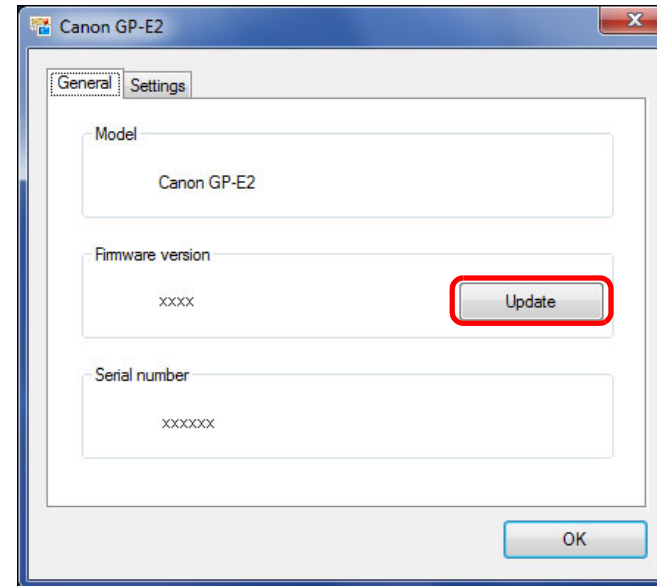 Canon GP-E2
General Settings
Model
Canon GP-E2
Firmware version
xxxx
Update
Serial number
xxxxxx
OK